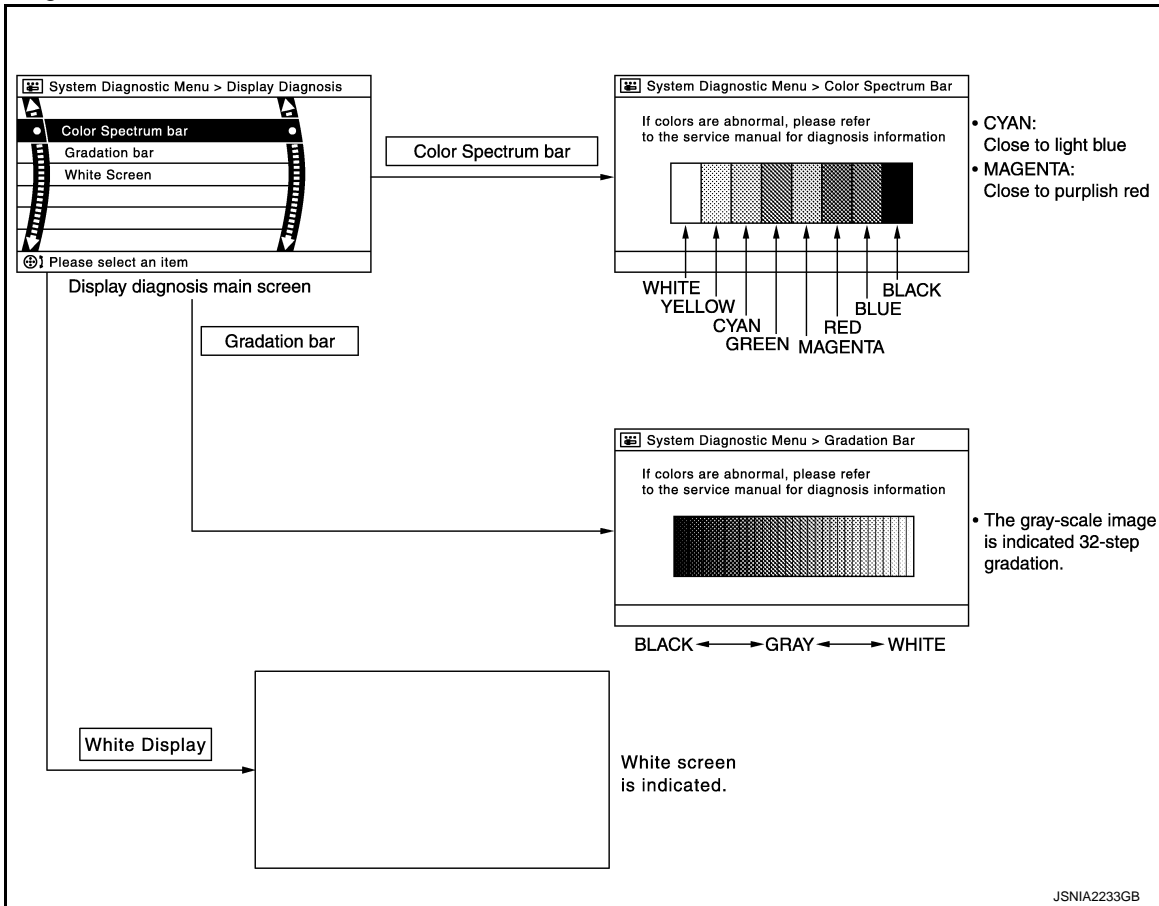 System Diagnostic Menu > Display Diagnosis
Color Spectrum bar
Gradation bar
White Screen
Please select an item
Display diagnosis main screen
Color Spectrum bar
System Diagnostic Menu > Color Spectrum Bar
If colors are abnormal, please refer
to the service manual for diagnosis information
WHITE
YELLOW
CYAN
GREEN
MAGENTA
RED
BLUE
BLACK
• CYAN:
Close to light blue
• MAGENTA:
Close to purplish red
Gradation bar
System Diagnostic Menu > Gradation Bar
If colors are abnormal, please refer
to the service manual for diagnosis information
BLACK GRAY WHITE
• The gray-scale image
is indicated 32-step
gradation.
White Display
White screen
is indicated.
JSNIA2233GB